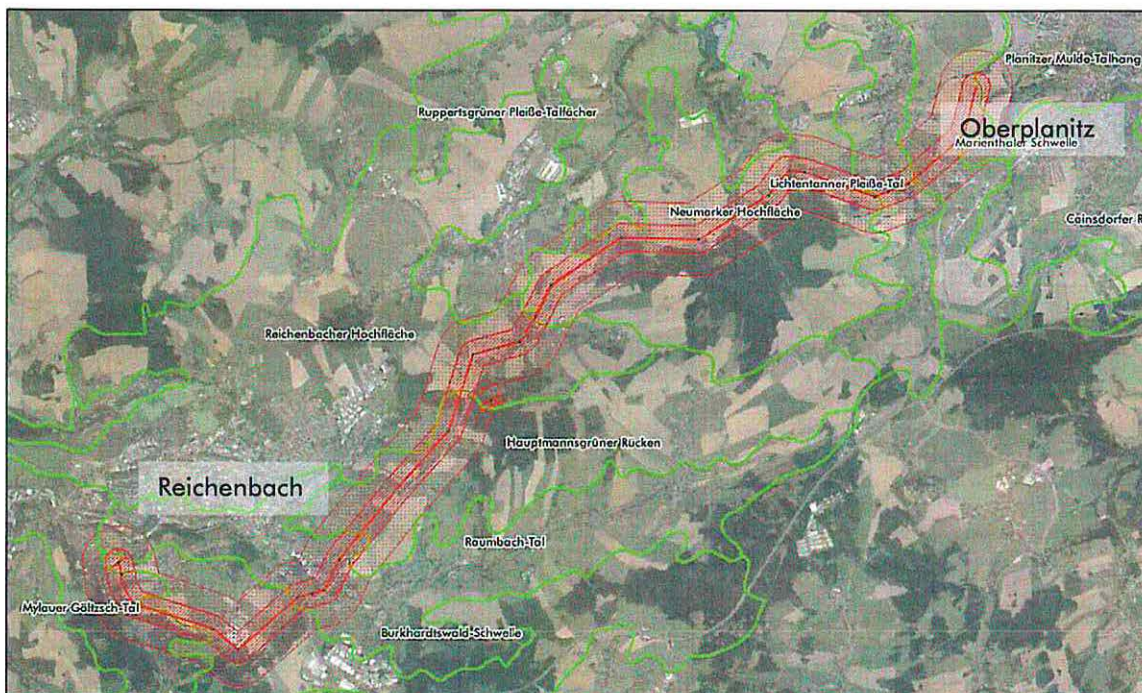 Planitzer Mulde-Talhang
Ruppertsgrüner Pleiße-Talfächer
Oberplanitz
Marienthaler Schwelle
Lichtentanner Pleiße-Tal
Neumarker Hochfläche
Cainsdorfer R
Reichenbacher Hochfläche
Hauptmannsgrüner Rücken
Reichenbach
Raumbach-Tal
Mylauer Göltzsch-Tal
Burkhardtswald-Schwelle